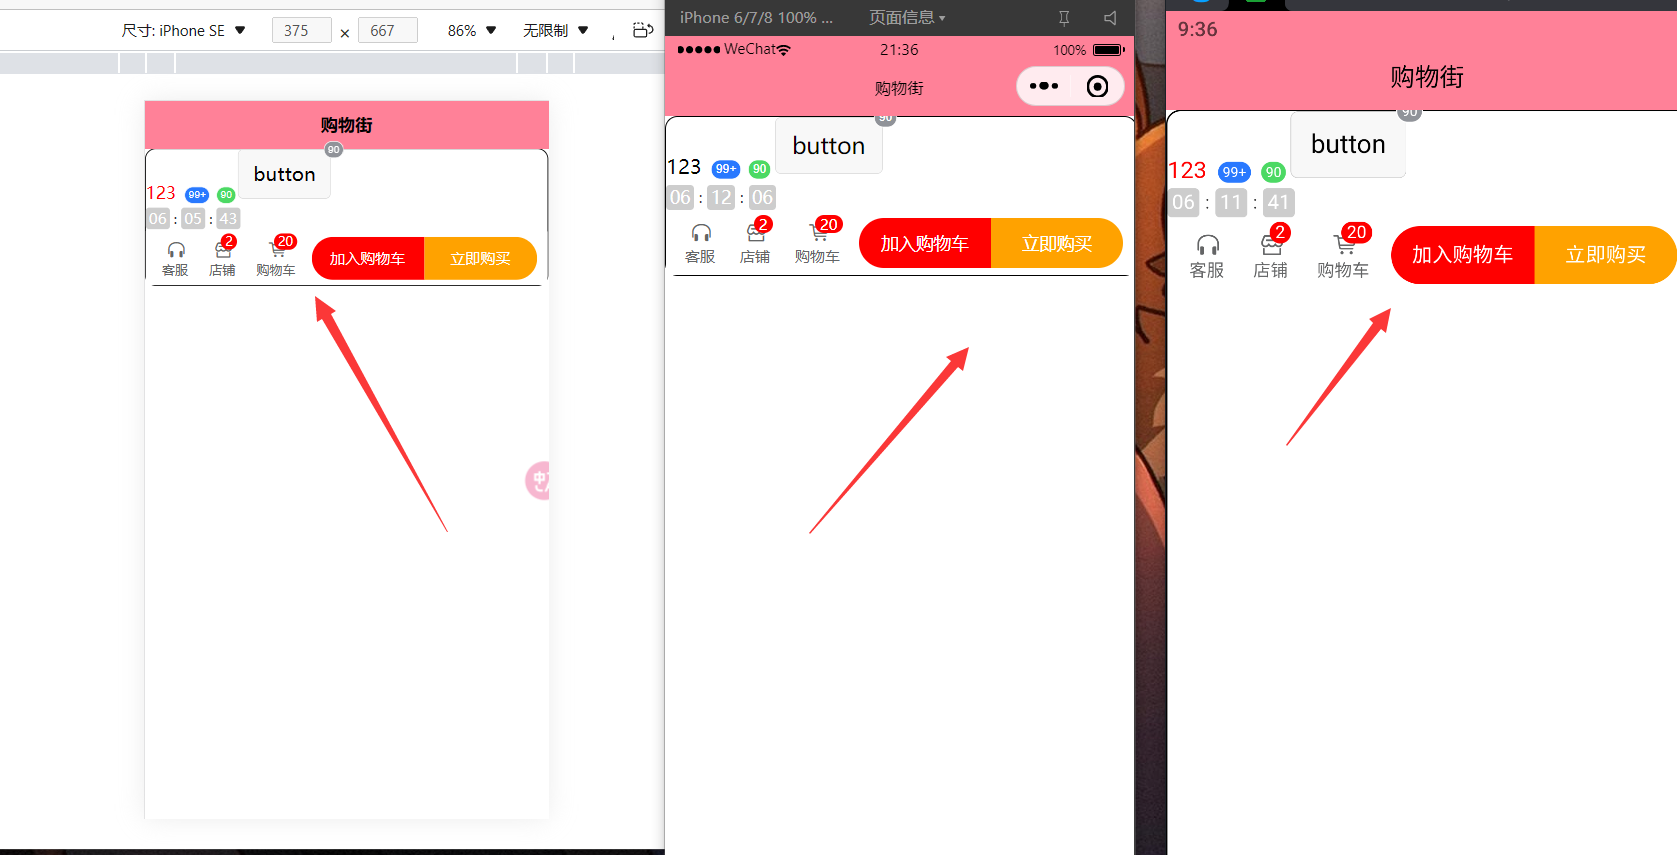 尺寸: iPhone SE ▼ 375 × 667 86% ▼ 无限制 ▼
购物街
90
button
123 99+ 90
06 : 05 : 43
2 20
客服 店铺 购物车 加入购物车 立即购买
中
iPhone 6/7/8 100% ... 页面信息 ▾
●●●●● WeChat 21:36 100%
购物街
90
button
123 99+ 90
06 : 12 : 06
2 20
客服 店铺 购物车 加入购物车 立即购买
9:36
购物街
90
button
123 99+ 90
06 : 11 : 41
2 20
客服 店铺 购物车 加入购物车 立即购买